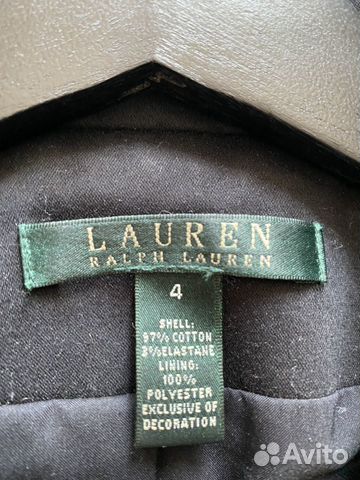 LAUREN
RALPH LAUREN
4
SHELL:
97% COTTON
3% ELASTANE
LINING:
100%
POLYESTER
EXCLUSIVE OF
DECORATION
Avito